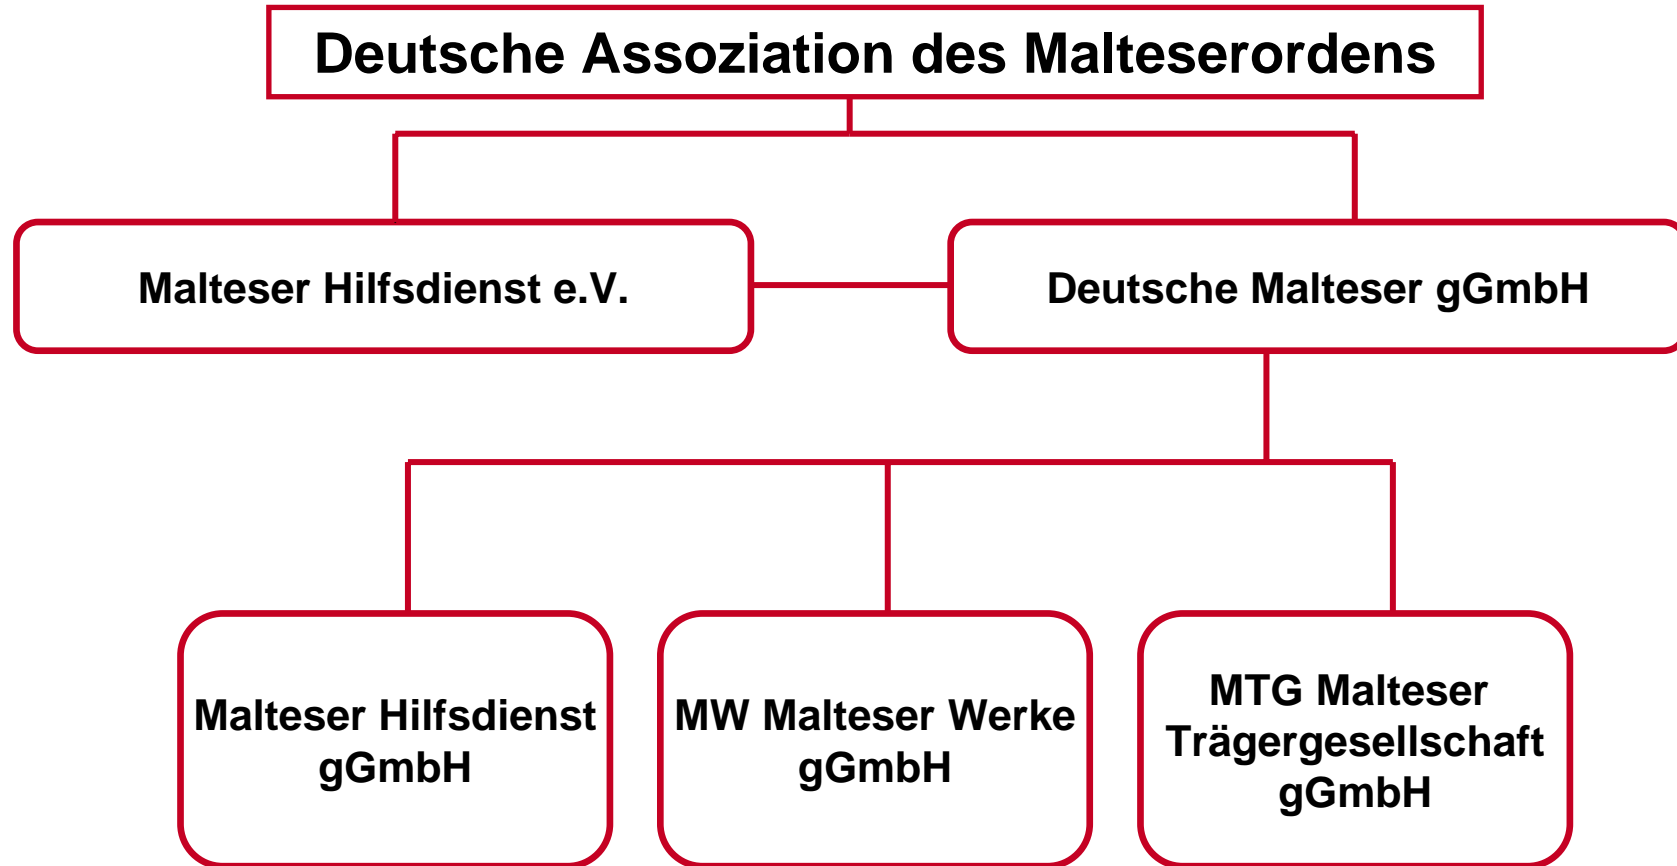 Deutsche Assoziation des Malteserordens
Malteser Hilfsdienst e.V.
Deutsche Malteser gGmbH
Malteser Hilfsdienst
gGmbH
MW Malteser Werke
gGmbH
MTG Malteser
Trägergesellschaft
gGmbH